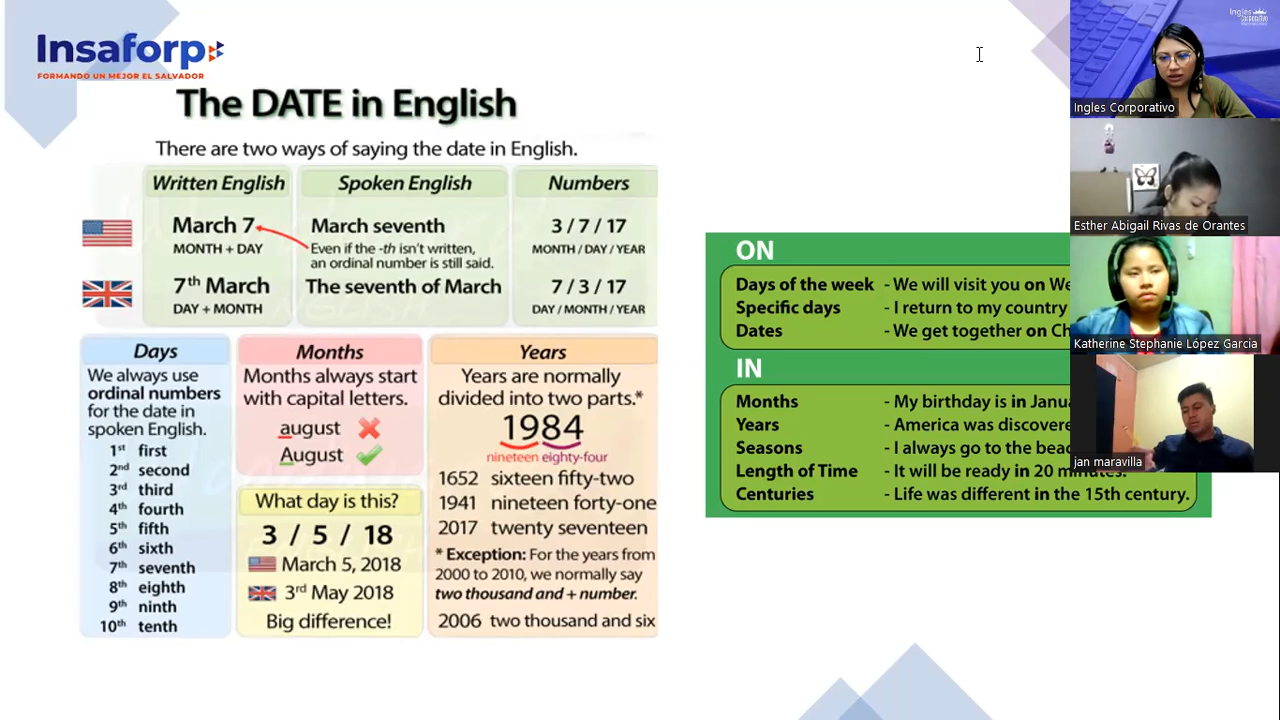 Insaforp
FORMANDO UN MEJOR EL SALVADOR
The DATE in English
There are two ways of saying the date in English.
Written English
Spoken English
Numbers
March 7
MONTH + DAY
March seventh
Even if the -th isn't written,
an ordinal number is still said.
3 / 7 / 17
MONTH / DAY / YEAR
7th March
DAY + MONTH
The seventh of March
7 / 3 / 17
DAY / MONTH / YEAR
Days
We always use
ordinal numbers
for the date in
spoken English.
1st first
2nd second
3rd third
4th fourth
5th fifth
6th sixth
7th seventh
8th eighth
9th ninth
10th tenth
Months
Months always start
with capital letters.
august
August
What day is this?
3 / 5 / 18
March 5, 2018
3rd May 2018
Big difference!
Years
Years are normally
divided into two parts.*
1984
nineteen eighty-four
1652 sixteen fifty-two
1941 nineteen forty-one
2017 twenty seventeen
* Exception: For the years from
2000 to 2010, we normally say
two thousand and + number.
2006 two thousand and six
ON
Days of the week - We will visit you on We
Specific days - I return to my country
Dates - We get together on Ch
IN
Months - My birthday is in Janu
Years - America was discovere
Seasons - I always go to the bea
Length of Time - It will be ready in 20 minutes.
Centuries - Life was different in the 15th century.
Ingles
Corporativo
Ingles Corporativo
Esther Abigail Rivas de Orantes
Katherine Stephanie López Garcia
jan maravilla